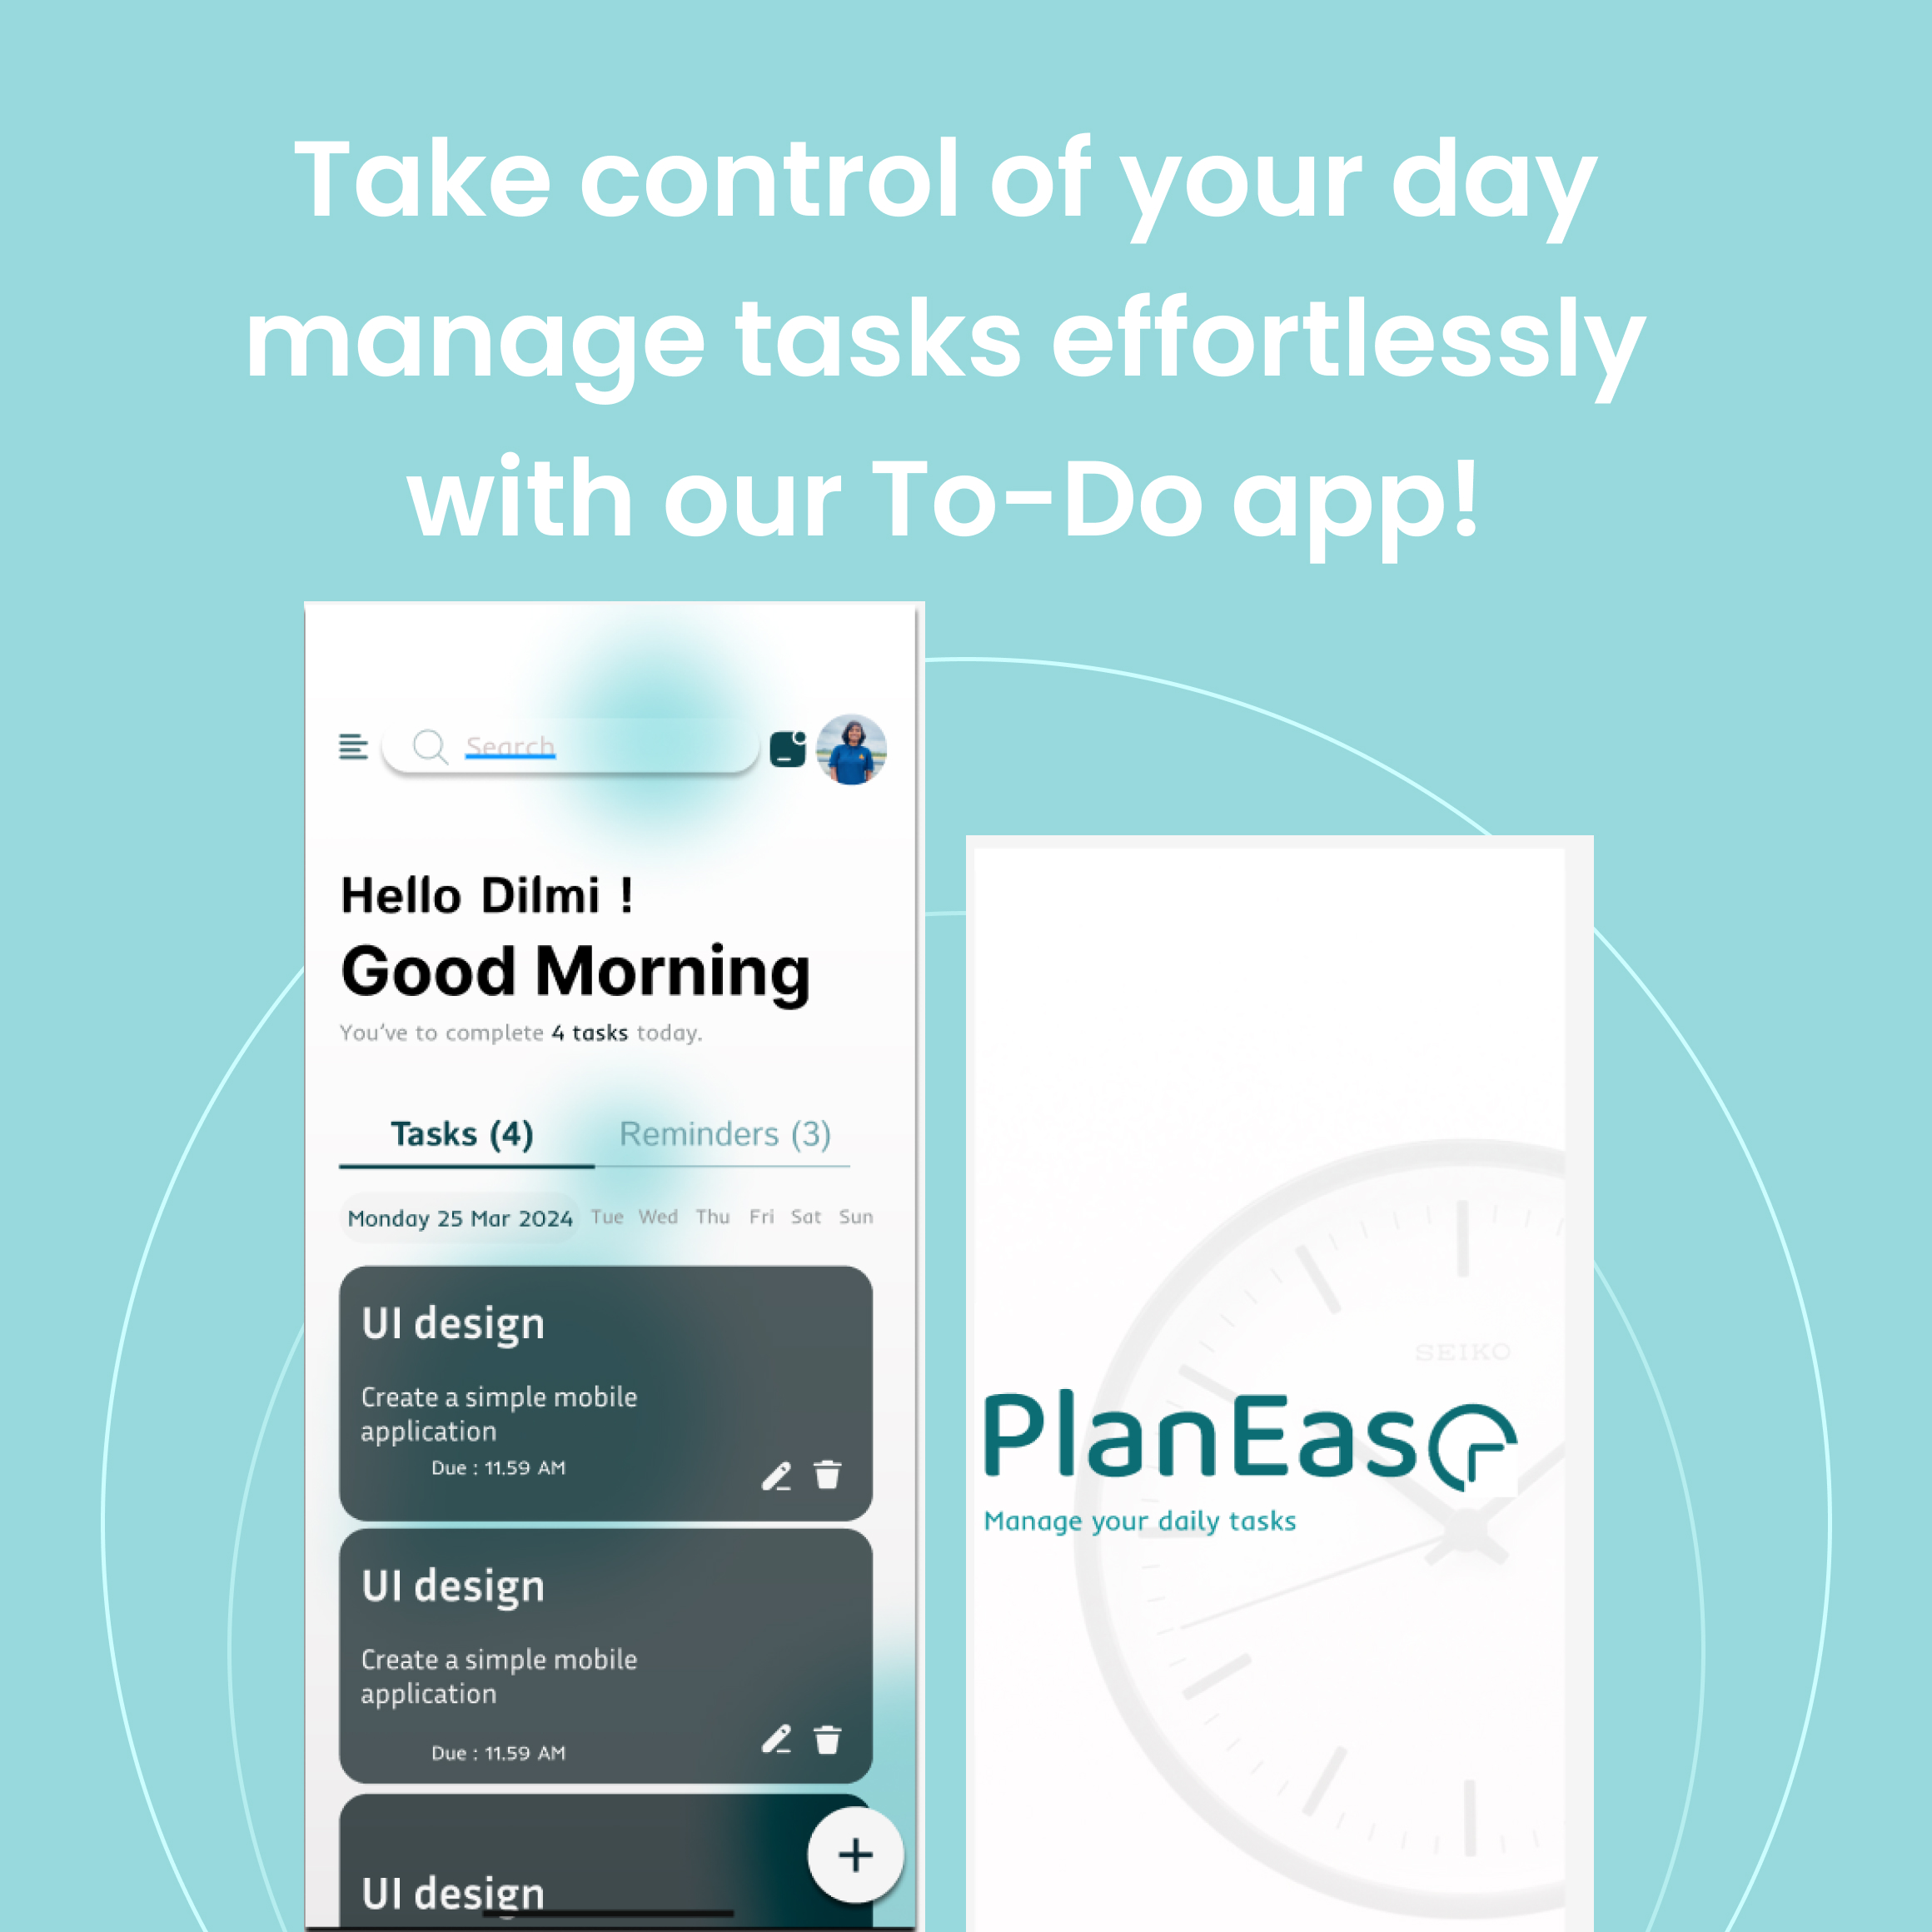 Take control of your day
manage tasks effortlessly
with our To-Do app!
Search
Hello Dilmi !
Good Morning
You've to complete 4 tasks today.
Tasks (4) Reminders (3)
Monday 25 Mar 2024 Tue Wed Thu Fri Sat Sun
UI design
Create a simple mobile
application
Due : 11.59 AM
UI design
Create a simple mobile
application
Due : 11.59 AM
UI design
SEIKO
PlanEase
Manage your daily tasks